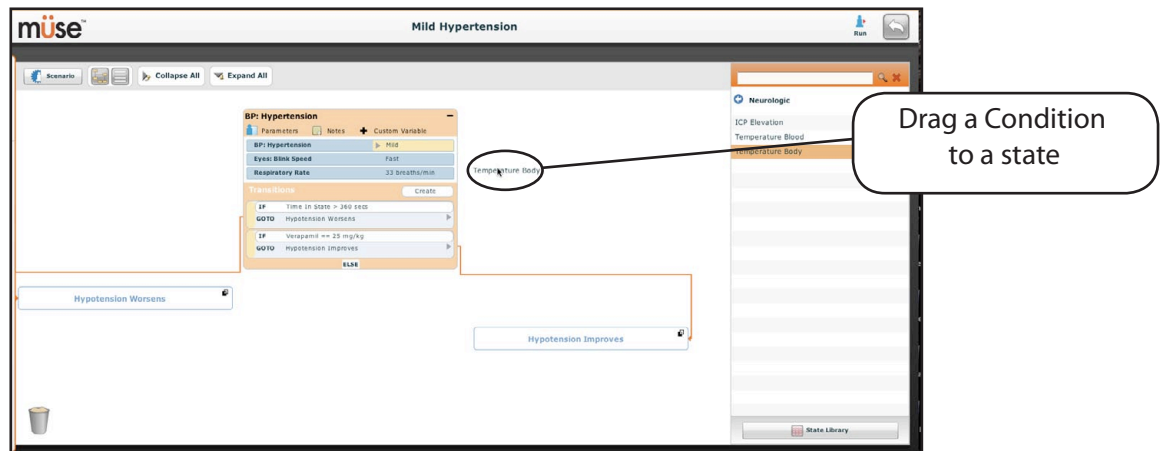 müse™
Mild Hypertension
Run
Scenario
Collapse All
Expand All
BP: Hypertension
Parameters Notes Custom Variable
BP: Hypertension Mild
Eyes: Blink Speed Fast
Respiratory Rate 33 breaths/min
Transitions Create
IF Time In State > 360 secs
GOTO Hypotension Worsens
IF Verapamil == 25 mg/kg
GOTO Hypotension Improves
ELSE
Hypotension Worsens
Hypotension Improves
Temperature Body
Neurologic
ICP Elevation
Temperature Blood
Temperature Body
State Library
Drag a Condition
to a state